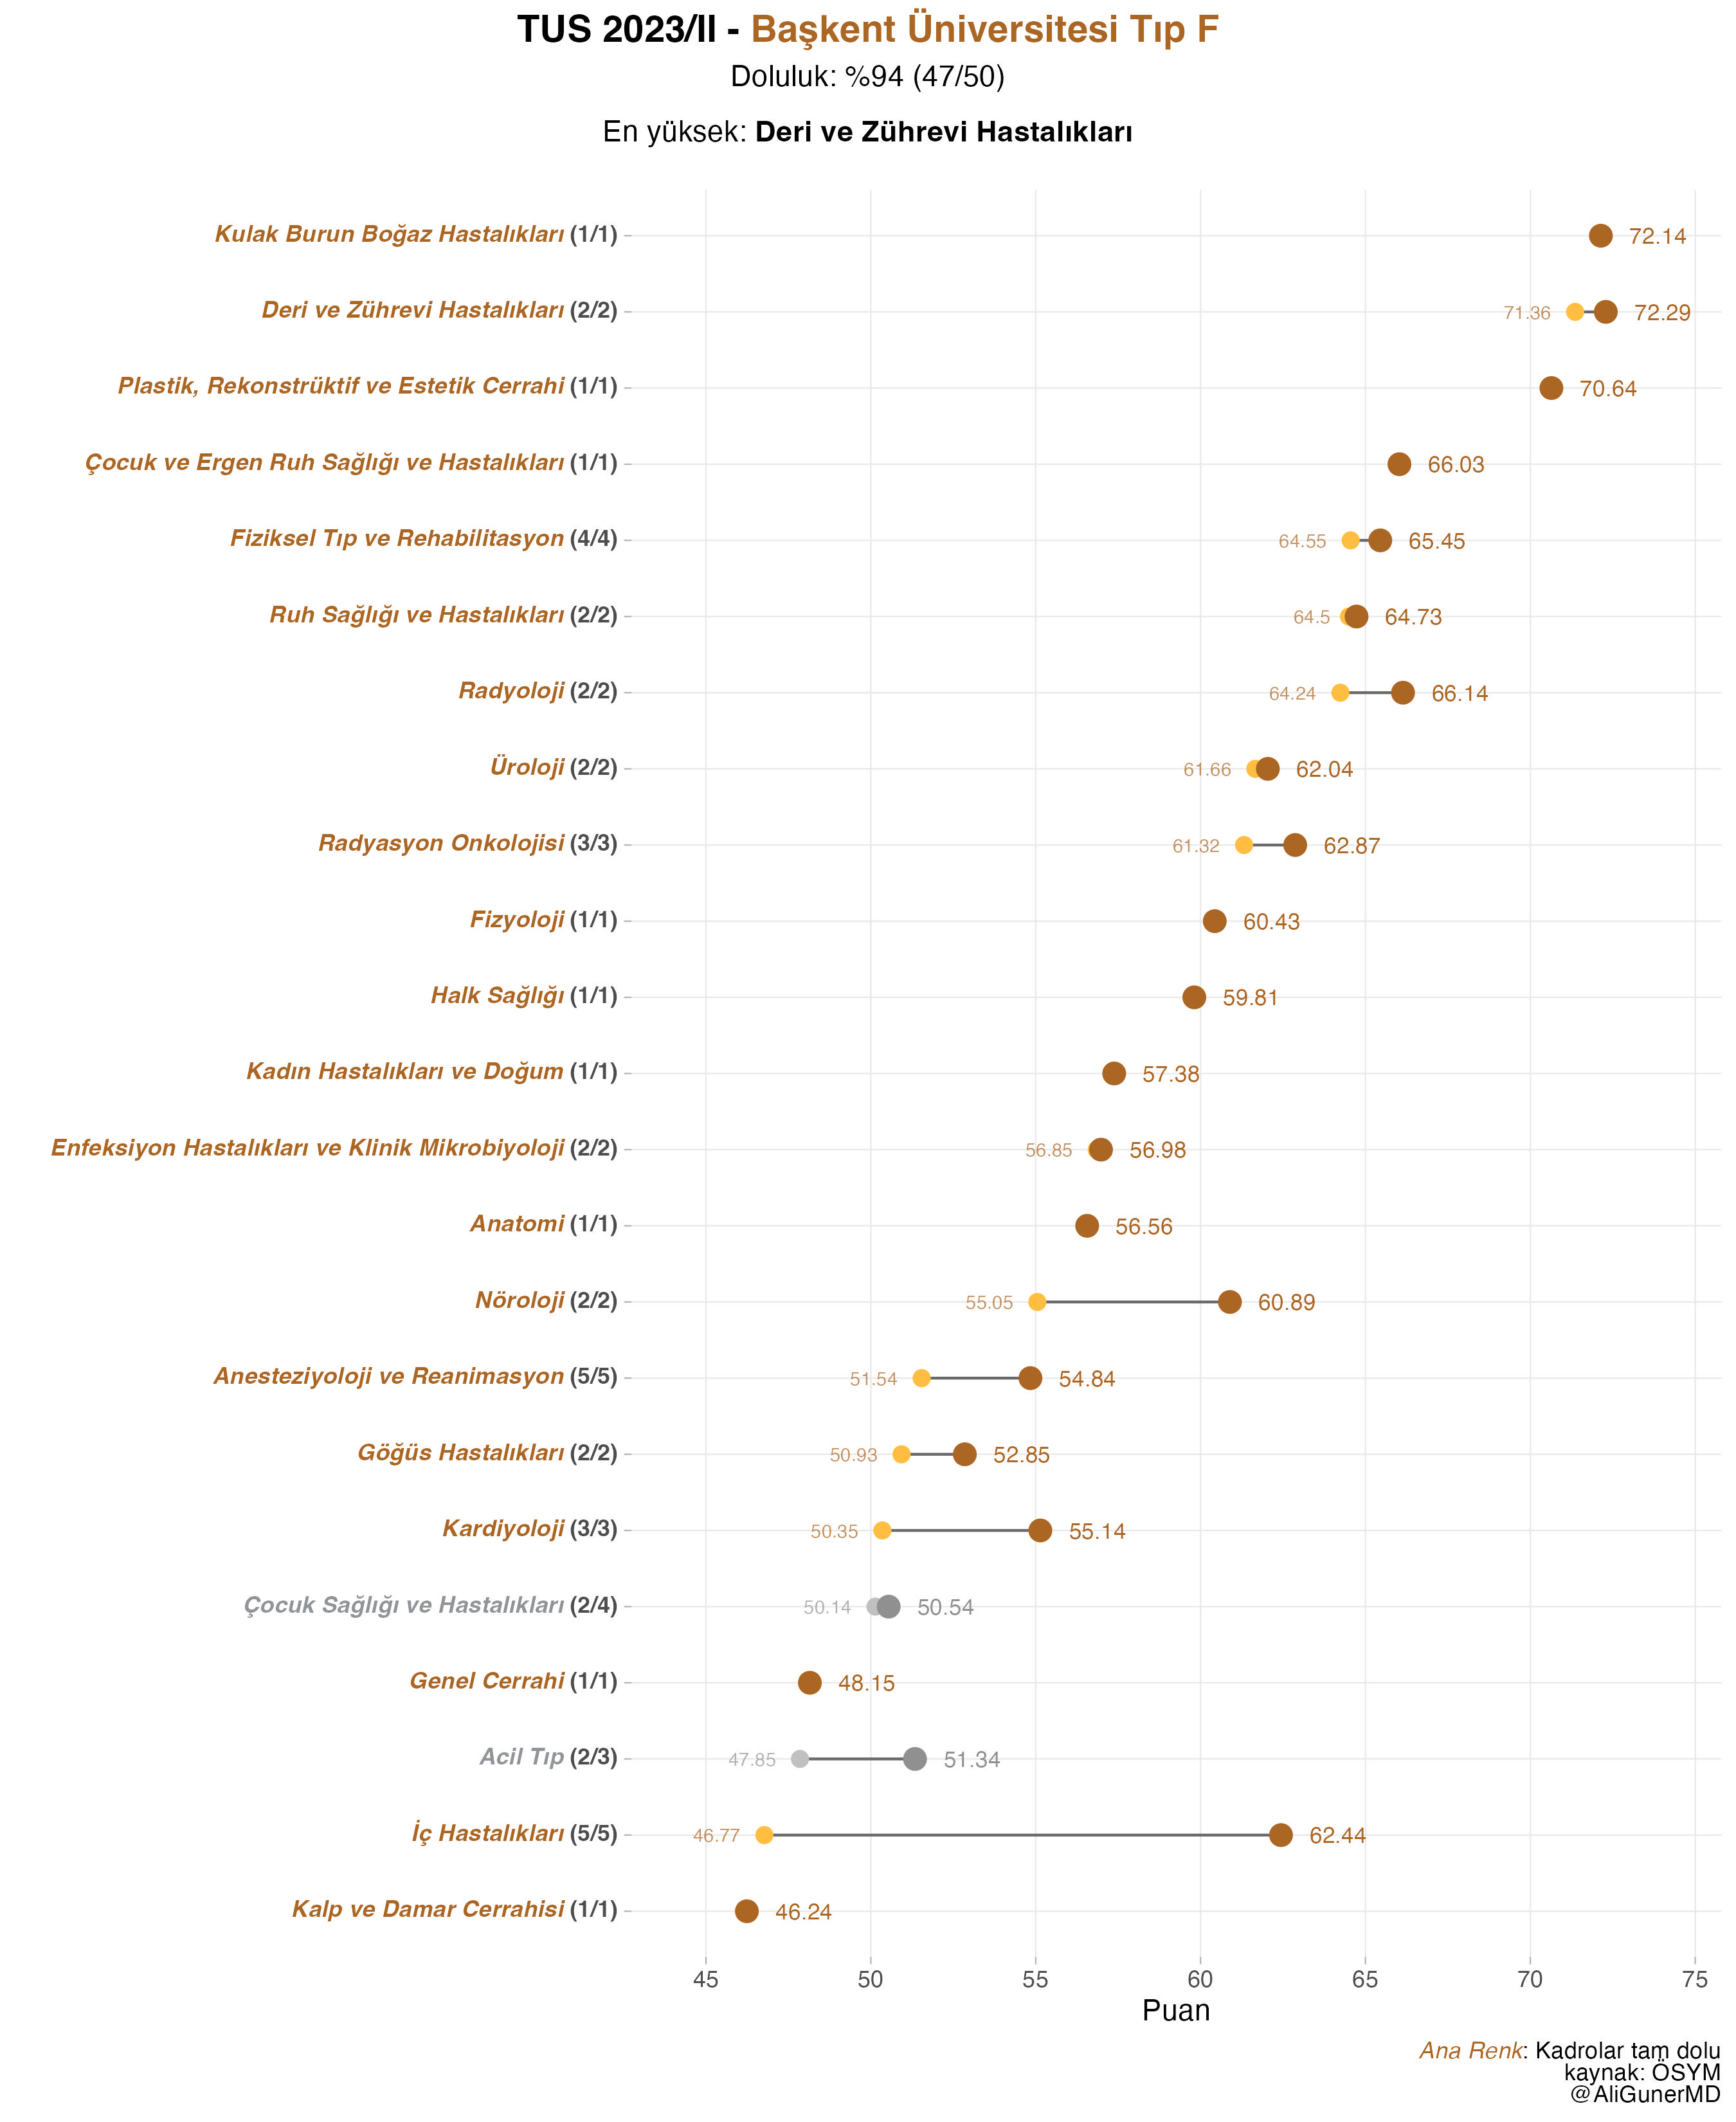 TUS 2023/II - Başkent Üniversitesi Tıp F
Doluluk: %94 (47/50)
En yüksek: Deri ve Zührevi Hastalıkları
Kulak Burun Boğaz Hastalıkları (1/1) 72.14
Deri ve Zührevi Hastalıkları (2/2) 71.36 72.29
Plastik, Rekonstrüktif ve Estetik Cerrahi (1/1) 70.64
Çocuk ve Ergen Ruh Sağlığı ve Hastalıkları (1/1) 66.03
Fiziksel Tıp ve Rehabilitasyon (4/4) 64.55 65.45
Ruh Sağlığı ve Hastalıkları (2/2) 64.5 64.73
Radyoloji (2/2) 64.24 66.14
Üroloji (2/2) 61.66 62.04
Radyasyon Onkolojisi (3/3) 61.32 62.87
Fizyoloji (1/1) 60.43
Halk Sağlığı (1/1) 59.81
Kadın Hastalıkları ve Doğum (1/1) 57.38
Enfeksiyon Hastalıkları ve Klinik Mikrobiyoloji (2/2) 56.85 56.98
Anatomi (1/1) 56.56
Nöroloji (2/2) 55.05 60.89
Anesteziyoloji ve Reanimasyon (5/5) 51.54 54.84
Göğüs Hastalıkları (2/2) 50.93 52.85
Kardiyoloji (3/3) 50.35 55.14
Çocuk Sağlığı ve Hastalıkları (2/4) 50.14 50.54
Genel Cerrahi (1/1) 48.15
Acil Tıp (2/3) 47.85 51.34
İç Hastalıkları (5/5) 46.77 62.44
Kalp ve Damar Cerrahisi (1/1) 46.24
45 50 55 60 65 70 75
Puan
Ana Renk: Kadrolar tam dolu
kaynak: ÖSYM
@AliGunerMD